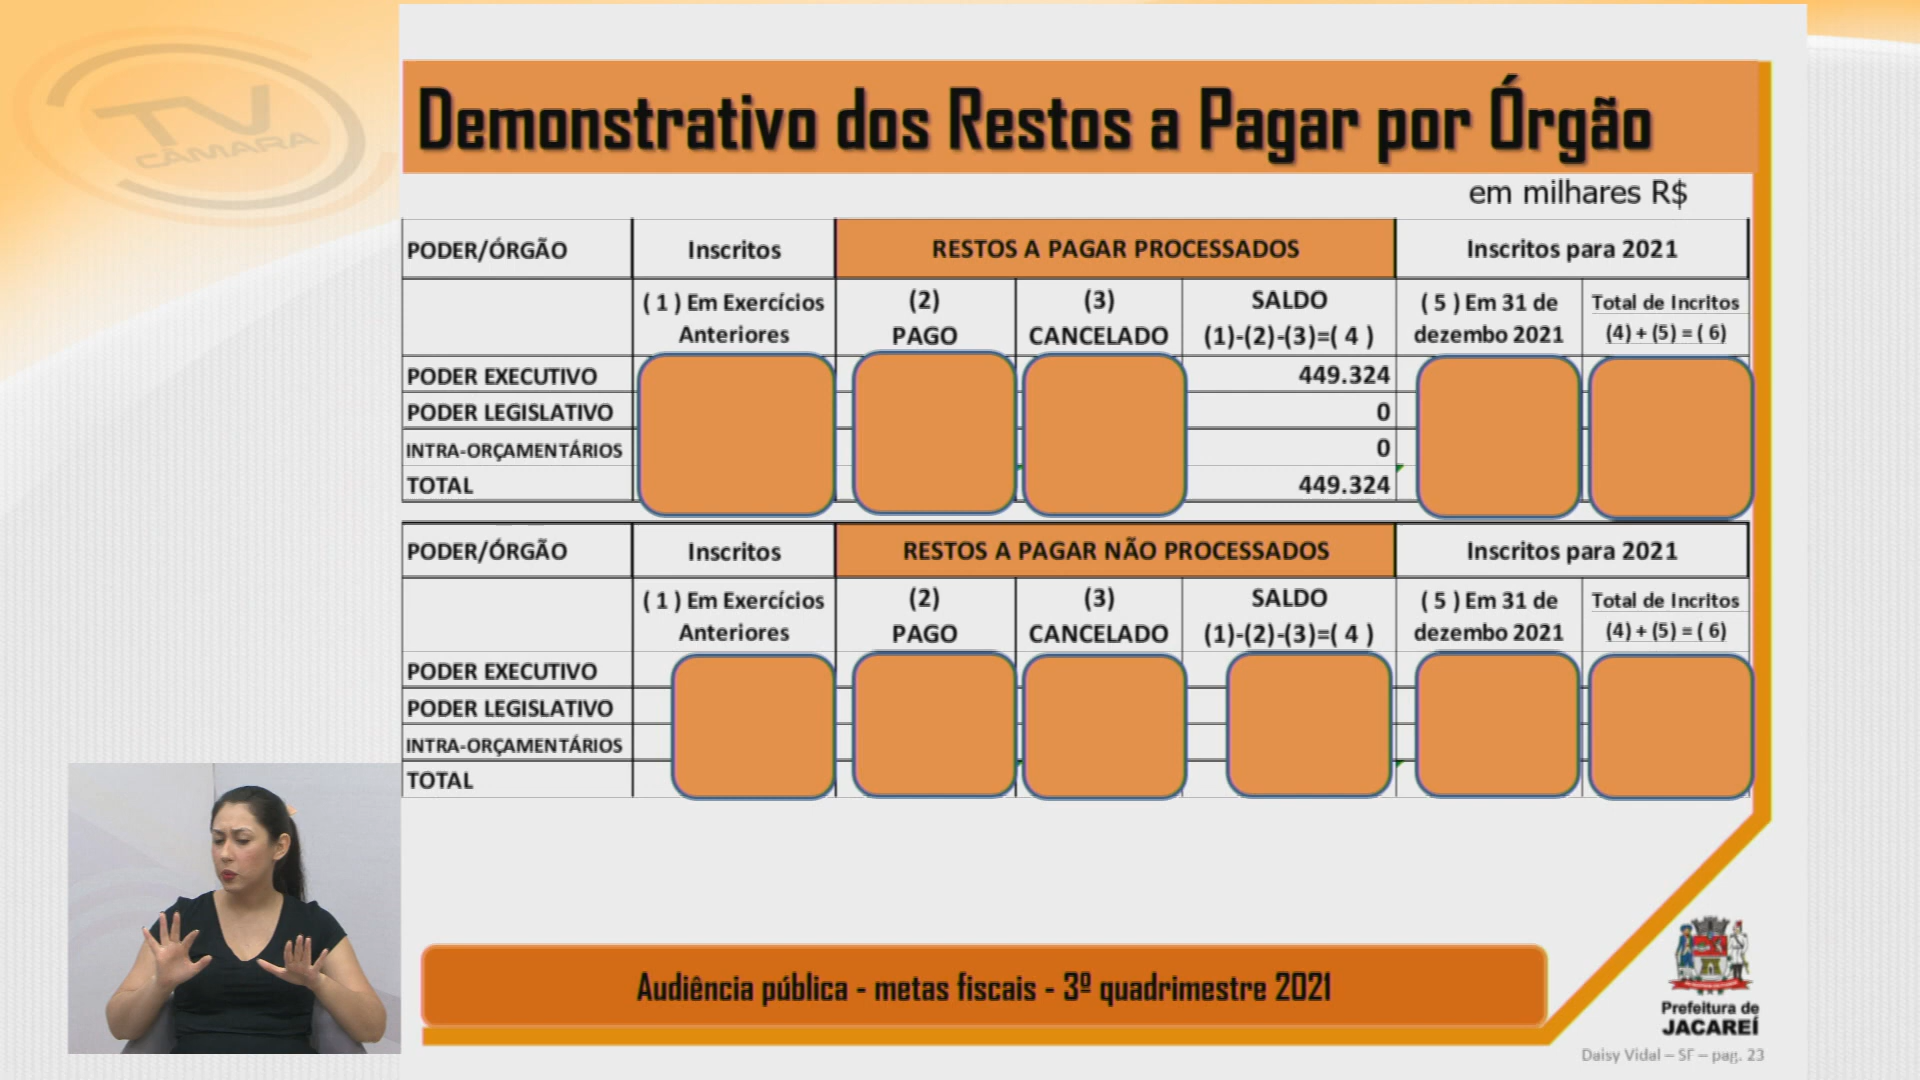 TV
CÂMARA
Demonstrativo dos Restos a Pagar por Órgão
em milhares R$
PODER/ÓRGÃO Inscritos RESTOS A PAGAR PROCESSADOS Inscritos para 2021
( 1 ) Em Exercícios Anteriores (2) PAGO (3) CANCELADO SALDO (1)-(2)-(3)=( 4 ) ( 5 ) Em 31 de dezembo 2021 Total de Incritos (4) + (5) = ( 6)
PODER EXECUTIVO 449.324
PODER LEGISLATIVO 0
INTRA-ORÇAMENTÁRIOS 0
TOTAL 449.324
PODER/ÓRGÃO Inscritos RESTOS A PAGAR NÃO PROCESSADOS Inscritos para 2021
( 1 ) Em Exercícios Anteriores (2) PAGO (3) CANCELADO SALDO (1)-(2)-(3)=( 4 ) ( 5 ) Em 31 de dezembo 2021 Total de Incritos (4) + (5) = ( 6)
PODER EXECUTIVO
PODER LEGISLATIVO
INTRA-ORÇAMENTÁRIOS
TOTAL
Audiência pública - metas fiscais - 3º quadrimestre 2021
Prefeitura de
JACAREÍ
Daisy Vidal – SF – pag. 23